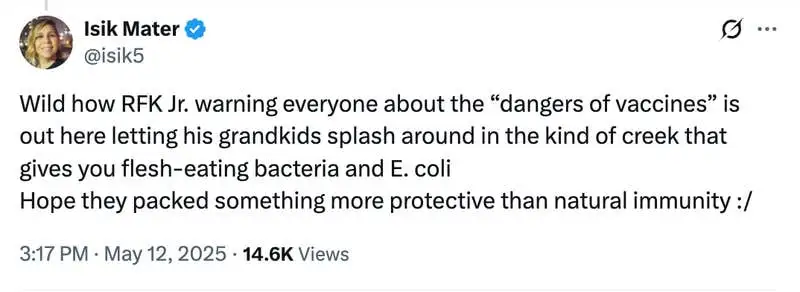 Isik Mater
@isik5
Wild how RFK Jr. warning everyone about the “dangers of vaccines” is
out here letting his grandkids splash around in the kind of creek that
gives you flesh-eating bacteria and E. coli
Hope they packed something more protective than natural immunity :/
3:17 PM · May 12, 2025 · 14.6K Views